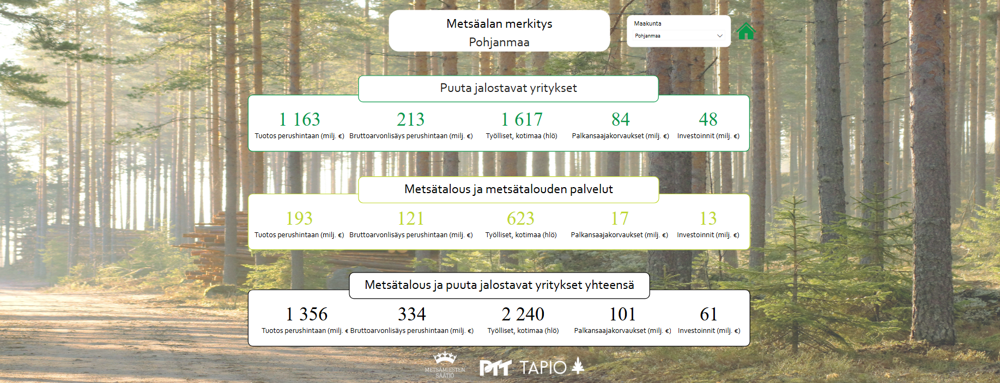 Metsäalan merkitys
Pohjanmaa
Maakunta
Pohjanmaa
Puuta jalostavat yritykset
1 163 213 1 617 84 48
Tuotos perushintaan (milj. €) Bruttoarvonlisäys perushintaan (milj. €) Työlliset, kotimaa (hlö) Palkansaajakorvaukset (milj. €) Investoinnit (milj. €)
Metsätalous ja metsätalouden palvelut
193 121 623 17 13
Tuotos perushintaan (milj. €) Bruttoarvonlisäys perushintaan (milj. €) Työlliset, kotimaa (hlö) Palkansaajakorvaukset (milj. €) Investoinnit (milj. €)
Metsätalous ja puuta jalostavat yritykset yhteensä
1 356 334 2 240 101 61
Tuotos perushintaan (milj. € Bruttoarvonlisäys perushintaan (milj. €) Työlliset, kotimaa (hlö) Palkansaajakorvaukset (milj. €) Investoinnit (milj. €)
METSÄMIESTEN
SÄÄTIÖ
PTT
TAPIO